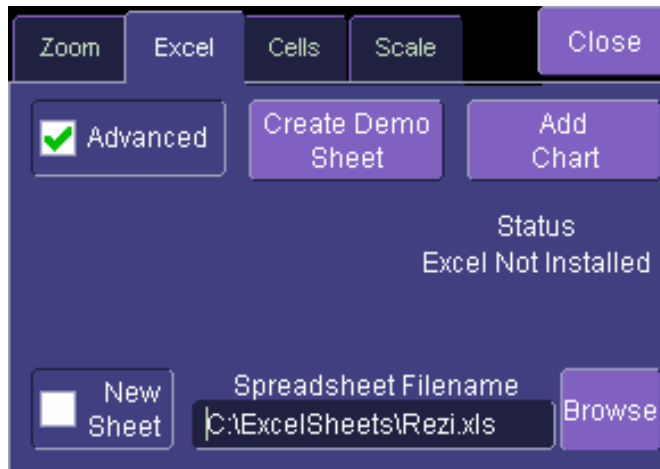 Zoom Excel Cells Scale Close
Advanced
Create Demo
Sheet
Add
Chart
Status
Excel Not Installed
New
Sheet
Spreadsheet Filename
C:\ExcelSheets\Rezi.xls
Browse